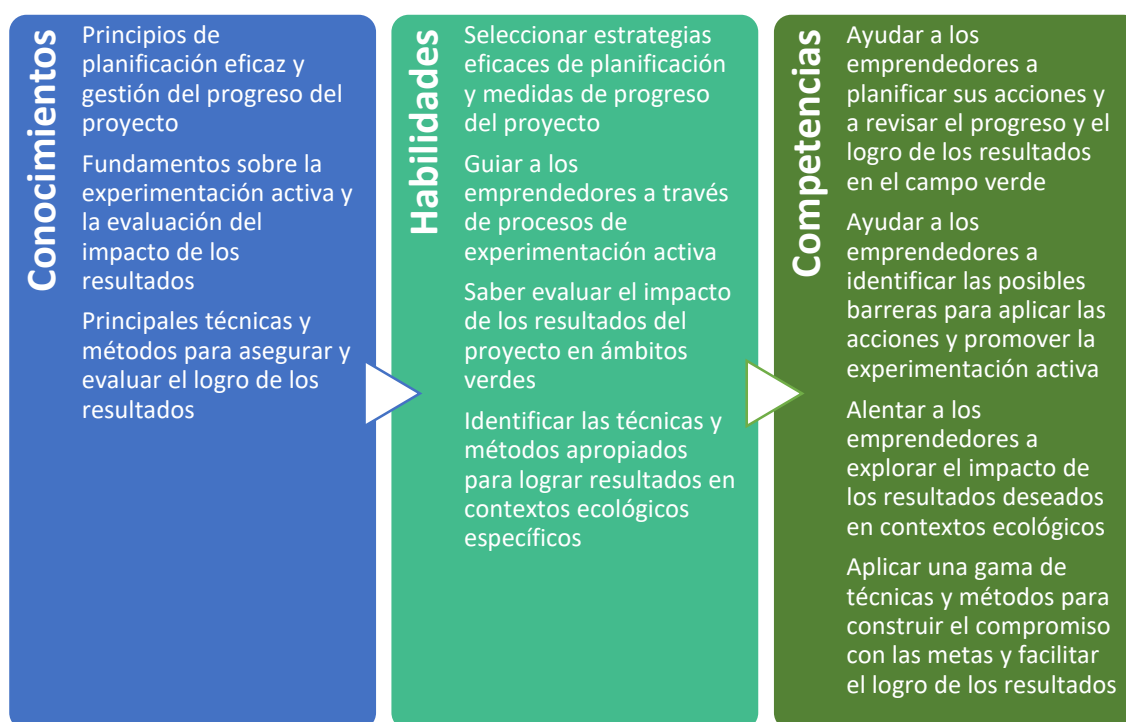 Conocimientos
Principios de
planificación eficaz y
gestión del progreso del
proyecto
Fundamentos sobre la
experimentación activa y
la evaluación del
impacto de los
resultados
Principales técnicas y
métodos para asegurar y
evaluar el logro de los
resultados
Habilidades
Seleccionar estrategias
eficaces de planificación
y medidas de progreso
del proyecto
Guiar a los
emprendedores a través
de procesos de
experimentación activa
Saber evaluar el impacto
de los resultados del
proyecto en ámbitos
verdes
Identificar las técnicas y
métodos apropiados
para lograr resultados en
contextos ecológicos
específicos
Competencias
Ayudar a los
emprendedores a
planificar sus acciones y
a revisar el progreso y el
logro de los resultados
en el campo verde
Ayudar a los
emprendedores a
identificar las posibles
barreras para aplicar las
acciones y promover la
experimentación activa
Alentar a los
emprendedores a
explorar el impacto de
los resultados deseados
en contextos ecológicos
Aplicar una gama de
técnicas y métodos para
construir el compromiso
con las metas y facilitar
el logro de los resultados